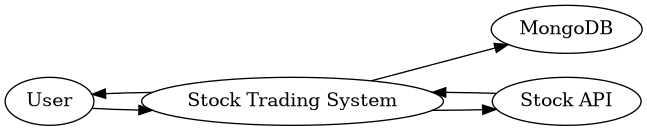 MongoDB
User
Stock Trading System
Stock API